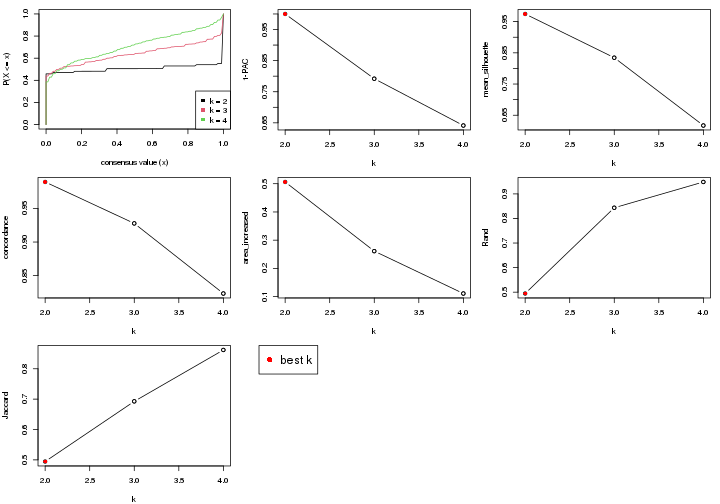 P(X <= x)
0.0 0.2 0.4 0.6 0.8 1.0
k = 2
k = 3
k = 4
0.0 0.2 0.4 0.6 0.8 1.0
consensus value (x)
1-PAC
0.65 0.75 0.85 0.95
2.0 2.5 3.0 3.5 4.0
k
mean_silhouette
0.65 0.75 0.85 0.95
2.0 2.5 3.0 3.5 4.0
k
concordance
0.85 0.90 0.95
2.0 2.5 3.0 3.5 4.0
k
area_increased
0.1 0.2 0.3 0.4 0.5
2.0 2.5 3.0 3.5 4.0
k
Rand
0.5 0.6 0.7 0.8 0.9
2.0 2.5 3.0 3.5 4.0
k
Jaccard
0.5 0.6 0.7 0.8
2.0 2.5 3.0 3.5 4.0
k
best k